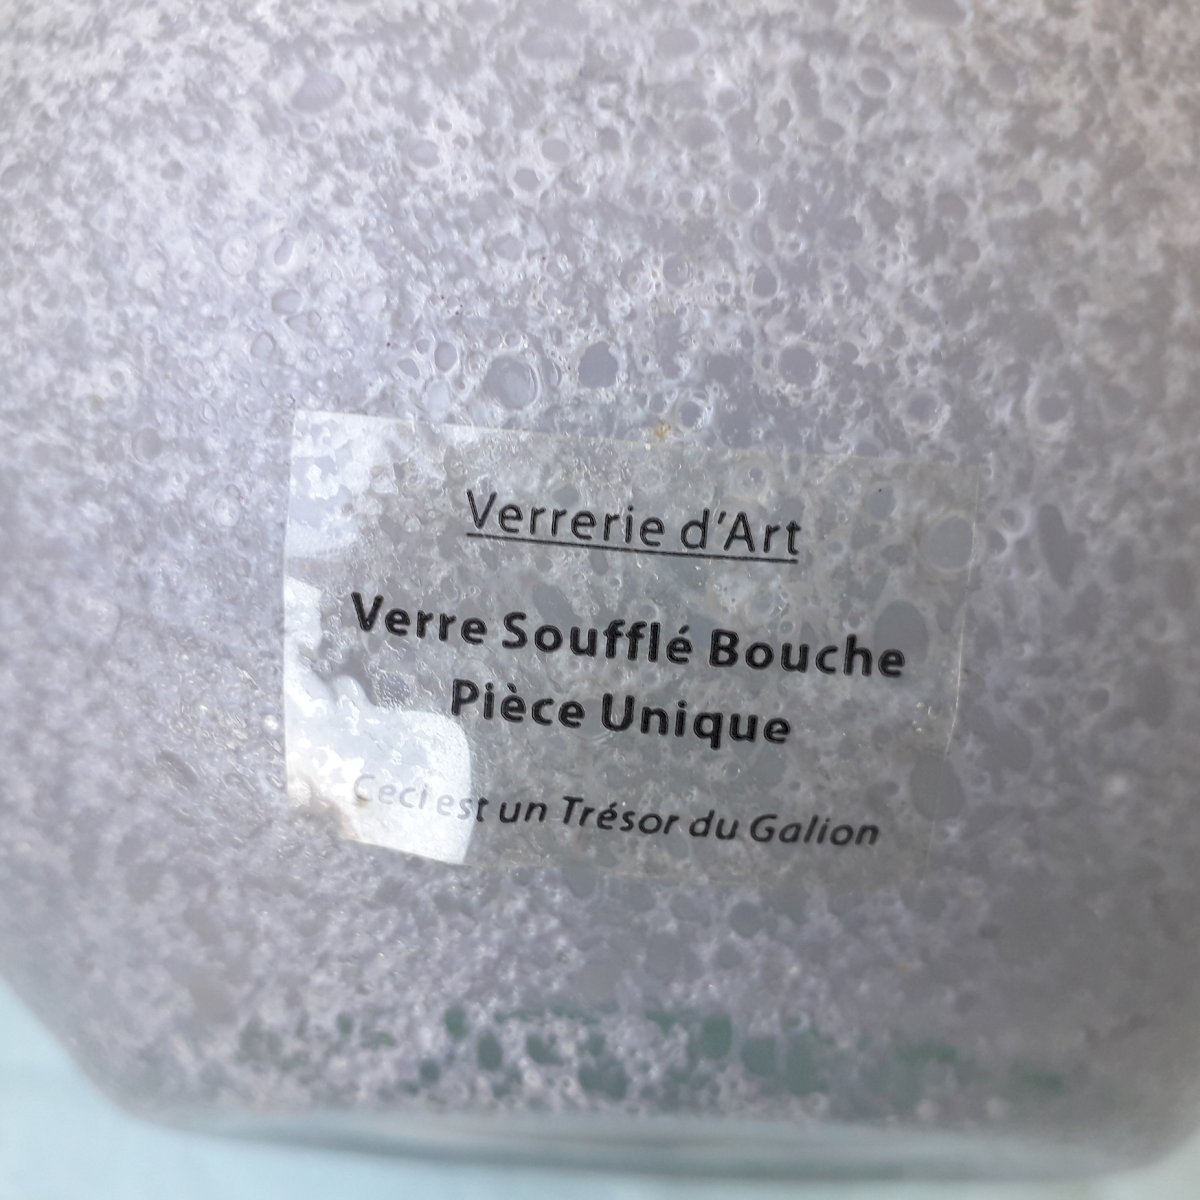 Verrerie d'Art
Verre Soufflé Bouche
Pièce Unique
Ceci est un Trésor du Galion